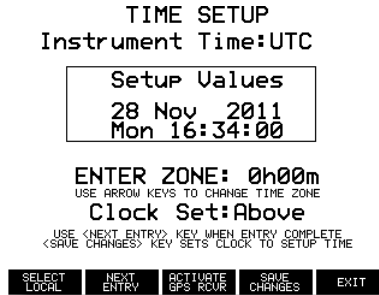 TIME SETUP
Instrument Time:UTC
Setup Values
28 Nov 2011
Mon 16:34:00
ENTER ZONE: 0h00m
USE ARROW KEYS TO CHANGE TIME ZONE
Clock Set:Above
USE <NEXT ENTRY> KEY WHEN ENTRY COMPLETE
<SAVE CHANGES> KEY SETS CLOCK TO SETUP TIME
SELECT LOCAL
NEXT ENTRY
ACTIVATE GPS RCVR
SAVE CHANGES
EXIT